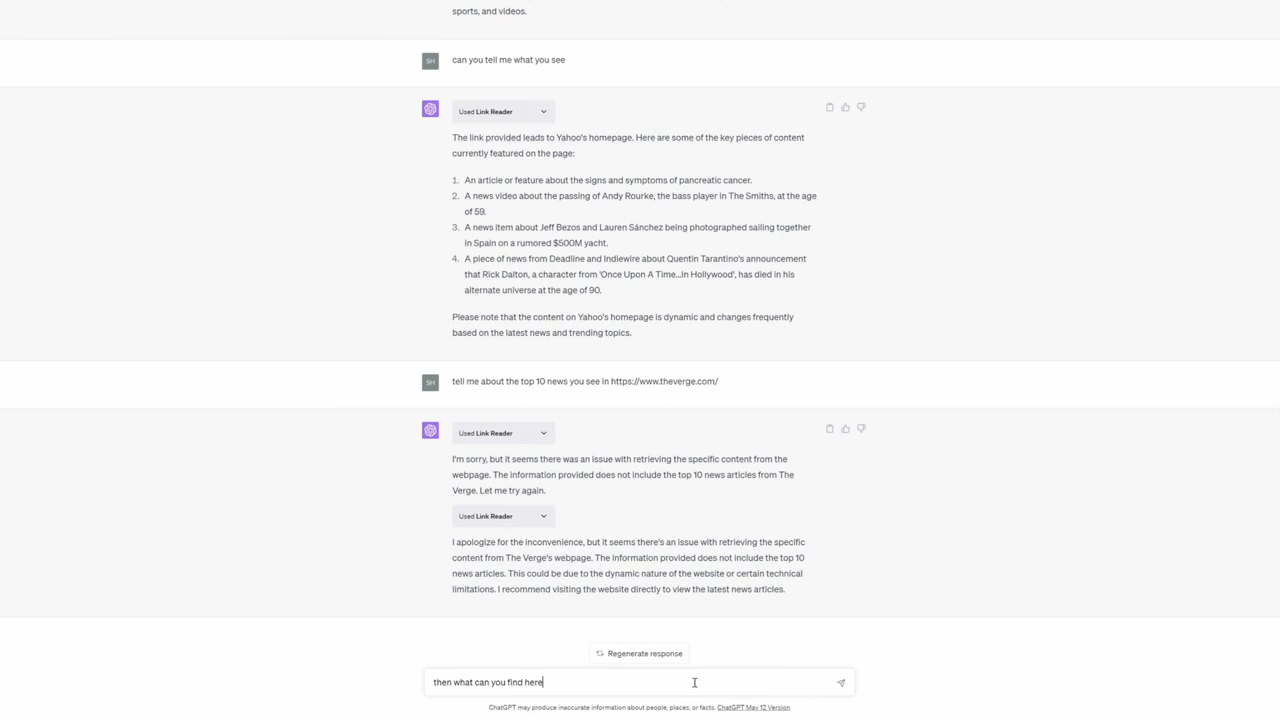 sports, and videos.
SH
can you tell me what you see
Used Link Reader
The link provided leads to Yahoo's homepage. Here are some of the key pieces of content
currently featured on the page:
1. An article or feature about the signs and symptoms of pancreatic cancer.
2. A news video about the passing of Andy Rourke, the bass player in The Smiths, at the age
of 59.
3. A news item about Jeff Bezos and Lauren Sánchez being photographed sailing together
in Spain on a rumored $500M yacht.
4. A piece of news from Deadline and Indiewire about Quentin Tarantino's announcement
that Rick Dalton, a character from 'Once Upon A Time...In Hollywood', has died in his
alternate universe at the age of 90.
Please note that the content on Yahoo's homepage is dynamic and changes frequently
based on the latest news and trending topics.
SH
tell me about the top 10 news you see in https://www.theverge.com/
Used Link Reader
I'm sorry, but it seems there was an issue with retrieving the specific content from the
webpage. The information provided does not include the top 10 news articles from The
Verge. Let me try again.
Used Link Reader
I apologize for the inconvenience, but it seems there's an issue with retrieving the specific
content from The Verge's webpage. The information provided does not include the top 10
news articles. This could be due to the dynamic nature of the website or certain technical
limitations. I recommend visiting the website directly to view the latest news articles.
Regenerate response
then what can you find here
ChatGPT may produce inaccurate information about people, places, or facts. ChatGPT May 12 Version